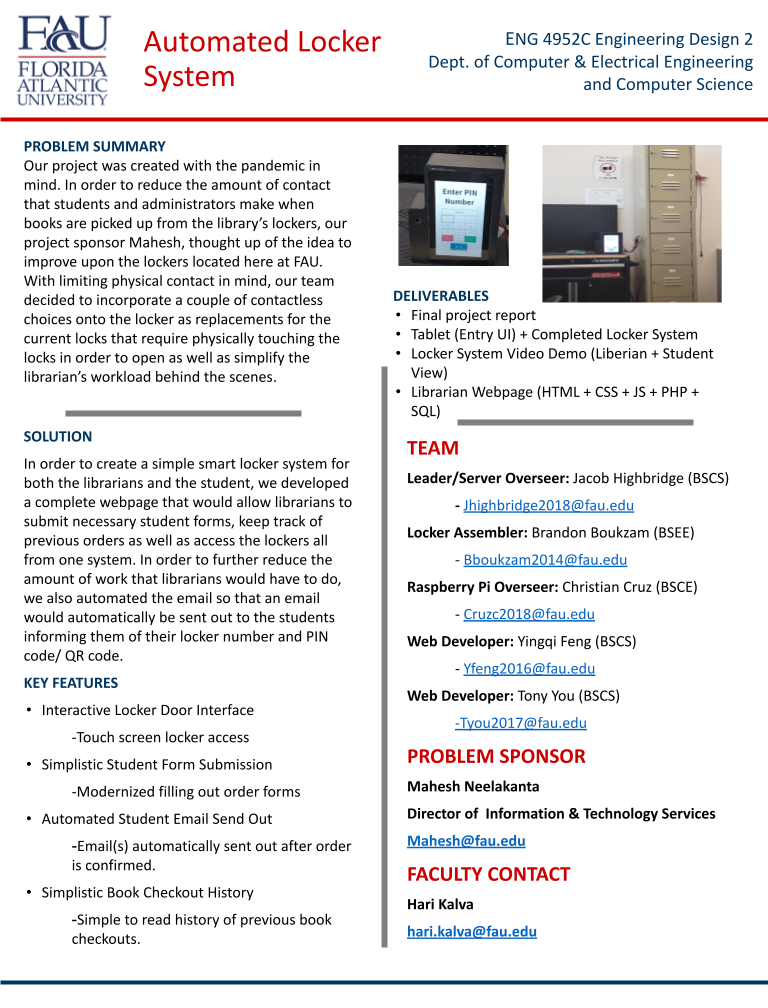 FAU
FLORIDA
ATLANTIC
UNIVERSITY
Automated Locker
System
ENG 4952C Engineering Design 2
Dept. of Computer & Electrical Engineering
and Computer Science
PROBLEM SUMMARY
Our project was created with the pandemic in
mind. In order to reduce the amount of contact
that students and administrators make when
books are picked up from the library’s lockers, our
project sponsor Mahesh, thought up of the idea to
improve upon the lockers located here at FAU.
With limiting physical contact in mind, our team
decided to incorporate a couple of contactless
choices onto the locker as replacements for the
current locks that require physically touching the
locks in order to open as well as simplify the
librarian’s workload behind the scenes.
SOLUTION
In order to create a simple smart locker system for
both the librarians and the student, we developed
a complete webpage that would allow librarians to
submit necessary student forms, keep track of
previous orders as well as access the lockers all
from one system. In order to further reduce the
amount of work that librarians would have to do,
we also automated the email so that an email
would automatically be sent out to the students
informing them of their locker number and PIN
code/ QR code.
KEY FEATURES
• Interactive Locker Door Interface
-Touch screen locker access
• Simplistic Student Form Submission
-Modernized filling out order forms
• Automated Student Email Send Out
-Email(s) automatically sent out after order
is confirmed.
• Simplistic Book Checkout History
-Simple to read history of previous book
checkouts.
Enter PIN
Number
DELIVERABLES
• Final project report
• Tablet (Entry UI) + Completed Locker System
• Locker System Video Demo (Liberian + Student
View)
• Librarian Webpage (HTML + CSS + JS + PHP +
SQL)
TEAM
Leader/Server Overseer: Jacob Highbridge (BSCS)
- Jhighbridge2018@fau.edu
Locker Assembler: Brandon Boukzam (BSEE)
- Bboukzam2014@fau.edu
Raspberry Pi Overseer: Christian Cruz (BSCE)
- Cruzc2018@fau.edu
Web Developer: Yingqi Feng (BSCS)
- Yfeng2016@fau.edu
Web Developer: Tony You (BSCS)
-Tyou2017@fau.edu
PROBLEM SPONSOR
Mahesh Neelakanta
Director of Information & Technology Services
Mahesh@fau.edu
FACULTY CONTACT
Hari Kalva
hari.kalva@fau.edu